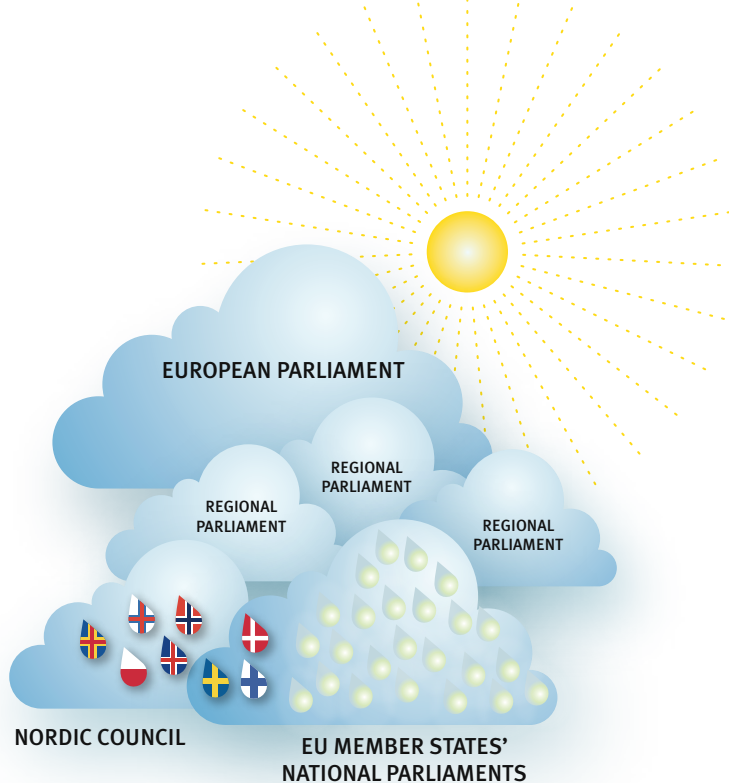 EUROPEAN PARLIAMENT
REGIONAL
PARLIAMENT
REGIONAL
PARLIAMENT
REGIONAL
PARLIAMENT
NORDIC COUNCIL
EU MEMBER STATES’
NATIONAL PARLIAMENTS